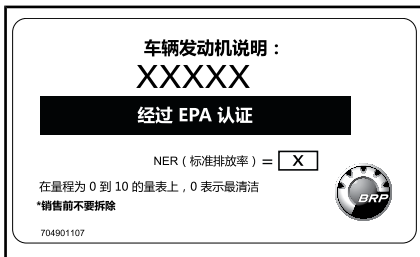 车辆发动机说明：
XXXXX
经过 EPA 认证
NER（标准排放率）= X
在量程为 0 到 10 的量表上，0 表示最清洁
*销售前不要拆除
BRP
704901107